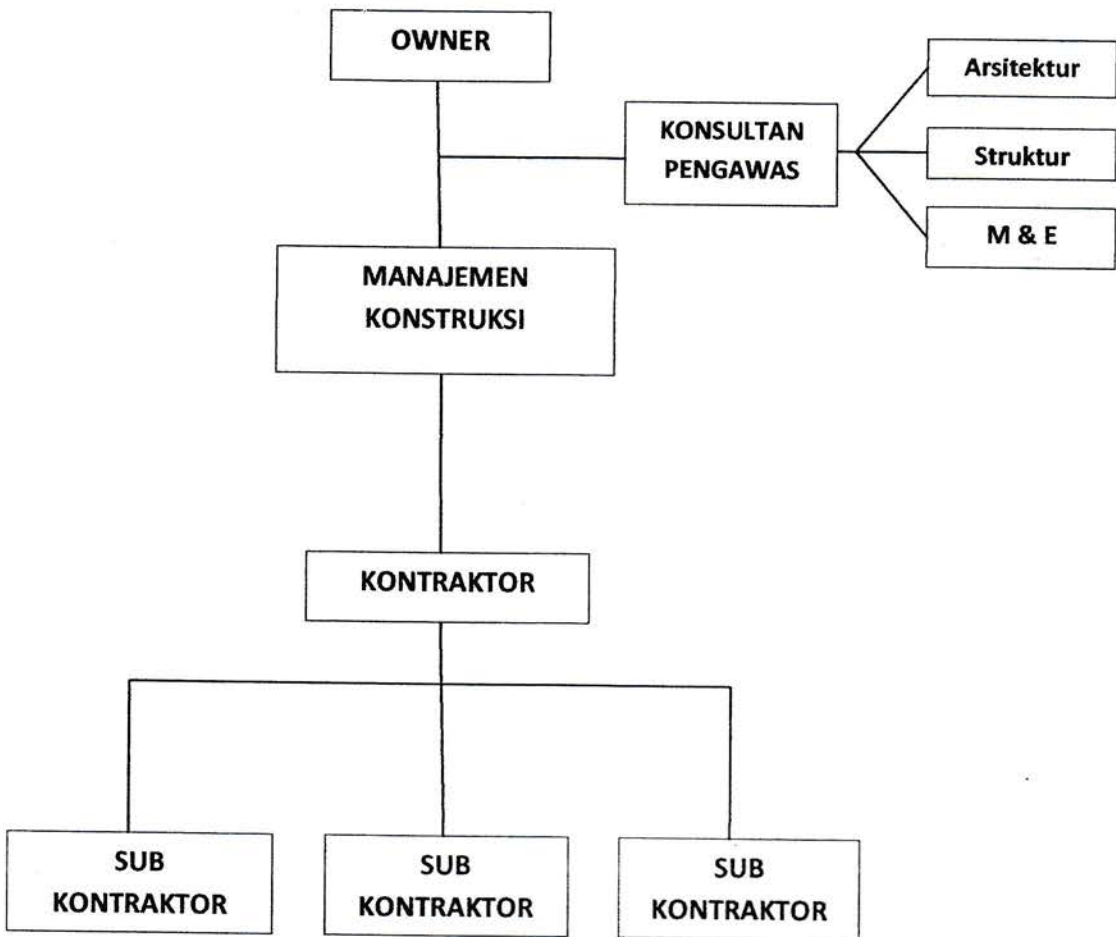 OWNER
Arsitektur
KONSULTAN
PENGAWAS
Struktur
M & E
MANAJEMEN
KONSTRUKSI
KONTRAKTOR
SUB
KONTRAKTOR
SUB
KONTRAKTOR
SUB
KONTRAKTOR